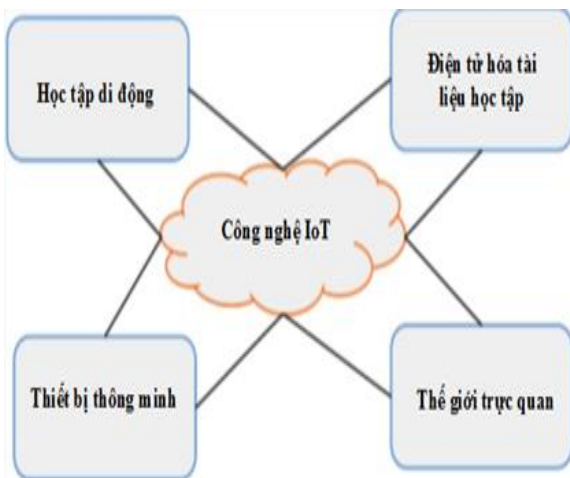 Học tập di động
Điện tử hóa tài
liệu học tập
Công nghệ IoT
Thiết bị thông minh
Thế giới trực quan